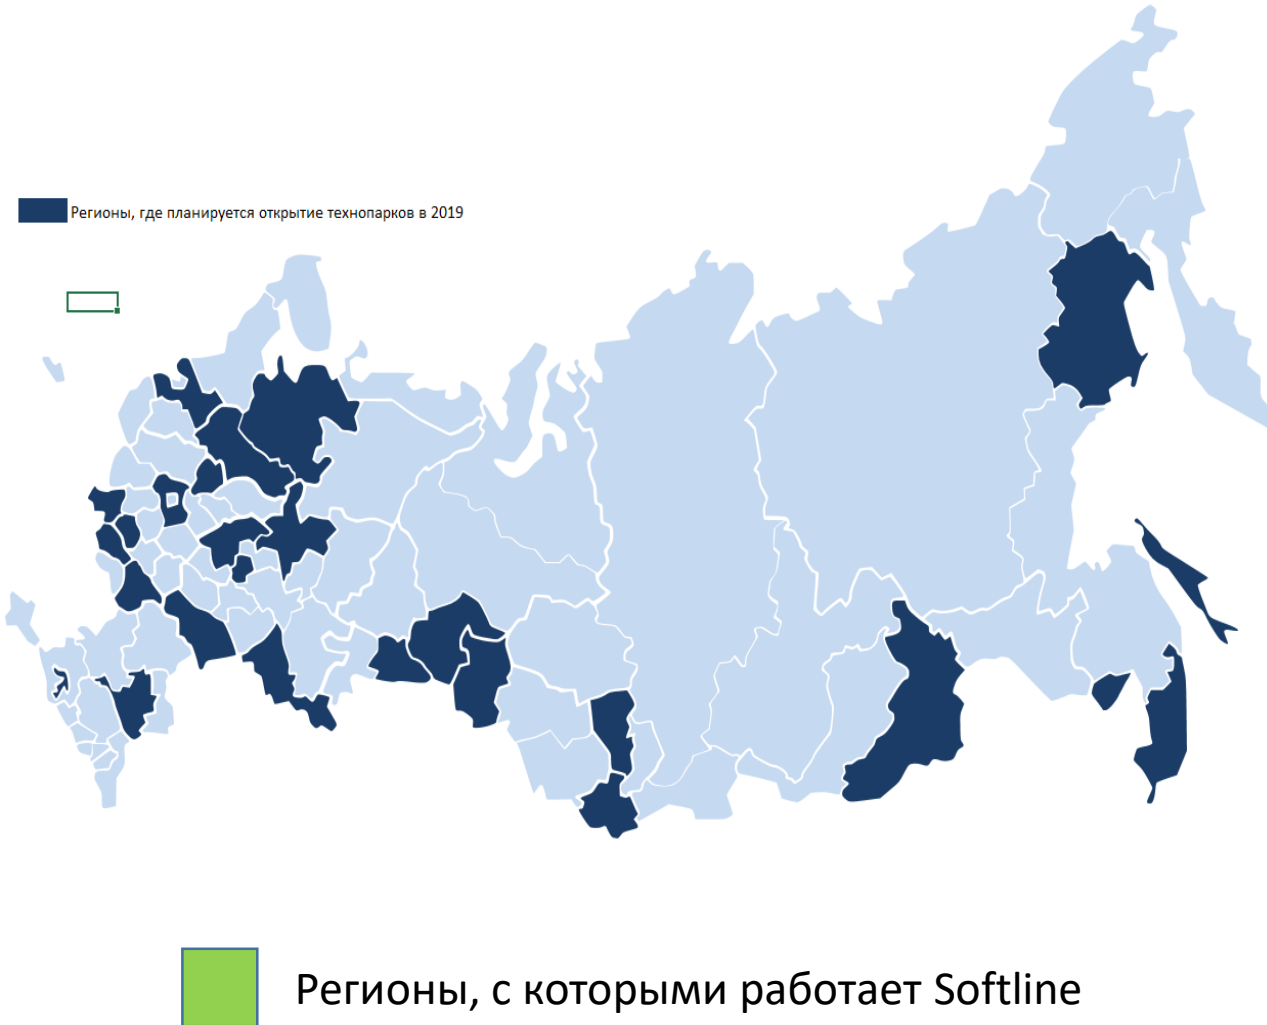 Регионы, где планируется открытие технопарков в 2019
Регионы, с которыми работает Softline